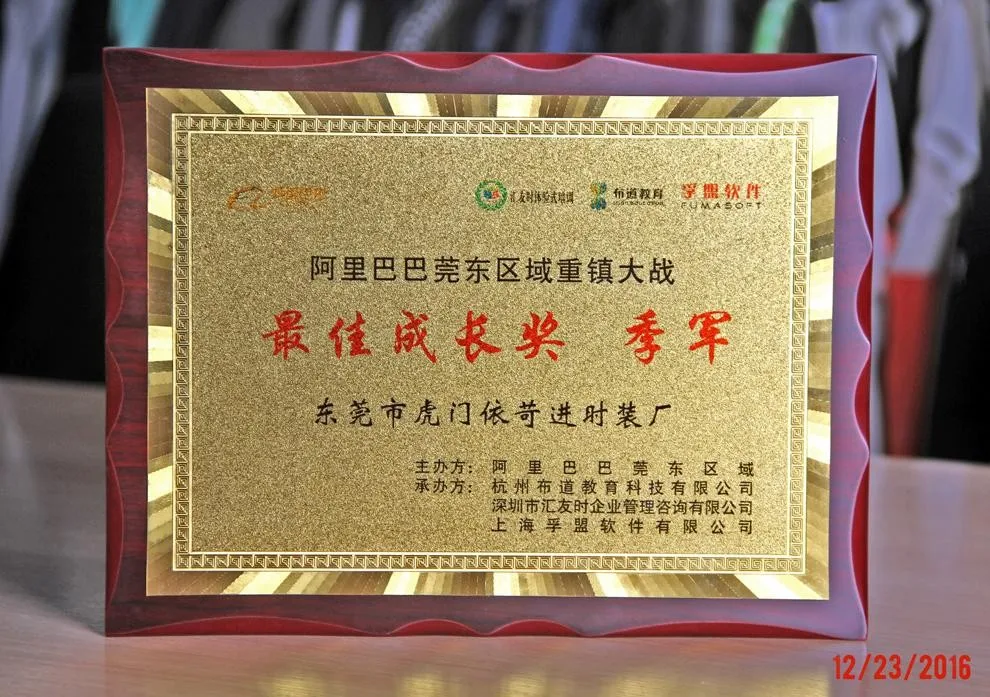 汇友时体验式培训
布道教育
孚盟软件
FUMASOFT
阿里巴巴莞东区域重镇大战
最佳成长奖 季军
东莞市虎门依苛进时装厂
主办方：阿里巴巴莞东区域
承办方：杭州布道教育科技有限公司
深圳市汇友时企业管理咨询有限公司
上海孚盟软件有限公司
12/23/2016